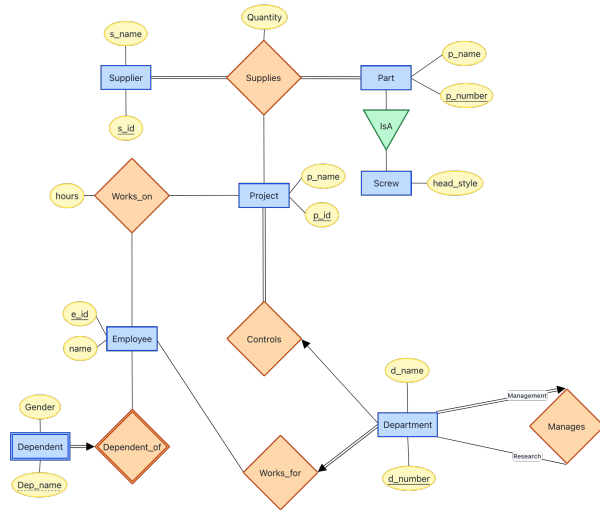 Quantity
s_name
p_name
Supplier
Supplies
Part
p_number
s_id
IsA
p_name
hours
Works_on
Project
Screw
head_style
p_id
e_id
name
Employee
Controls
d_name
Management
Gender
Department
Manages
Dependent
Dependent_of
Research
Works_for
Dep_name
d_number